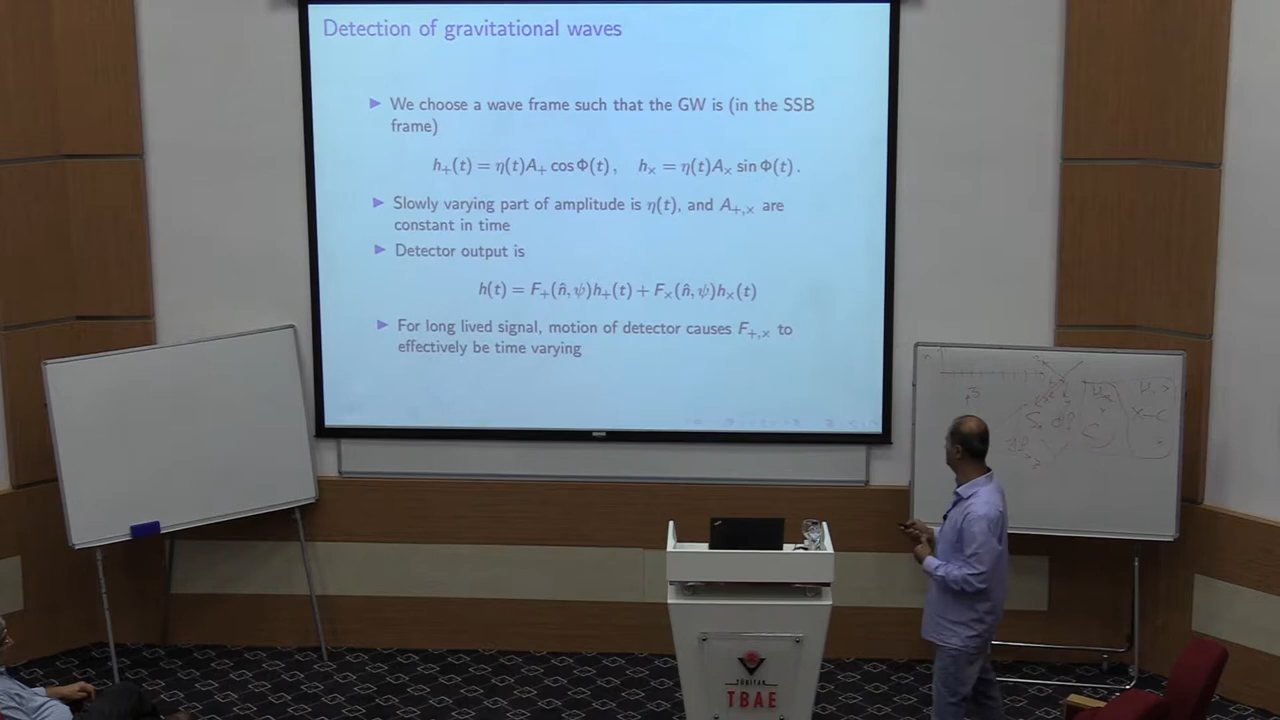 Detection of gravitational waves
▶ We choose a wave frame such that the GW is (in the SSB
frame)
h₊(t) = η(t)A₊ cos Φ(t) ,   h× = η(t)A× sin Φ(t) .
▶ Slowly varying part of amplitude is η(t), and A₊,× are
constant in time
▶ Detector output is
h(t) = F₊(n̂, ψ)h₊(t) + F×(n̂, ψ)h×(t)
▶ For long lived signal, motion of detector causes F₊,× to
effectively be time varying
TÜBİTAK
TBAE